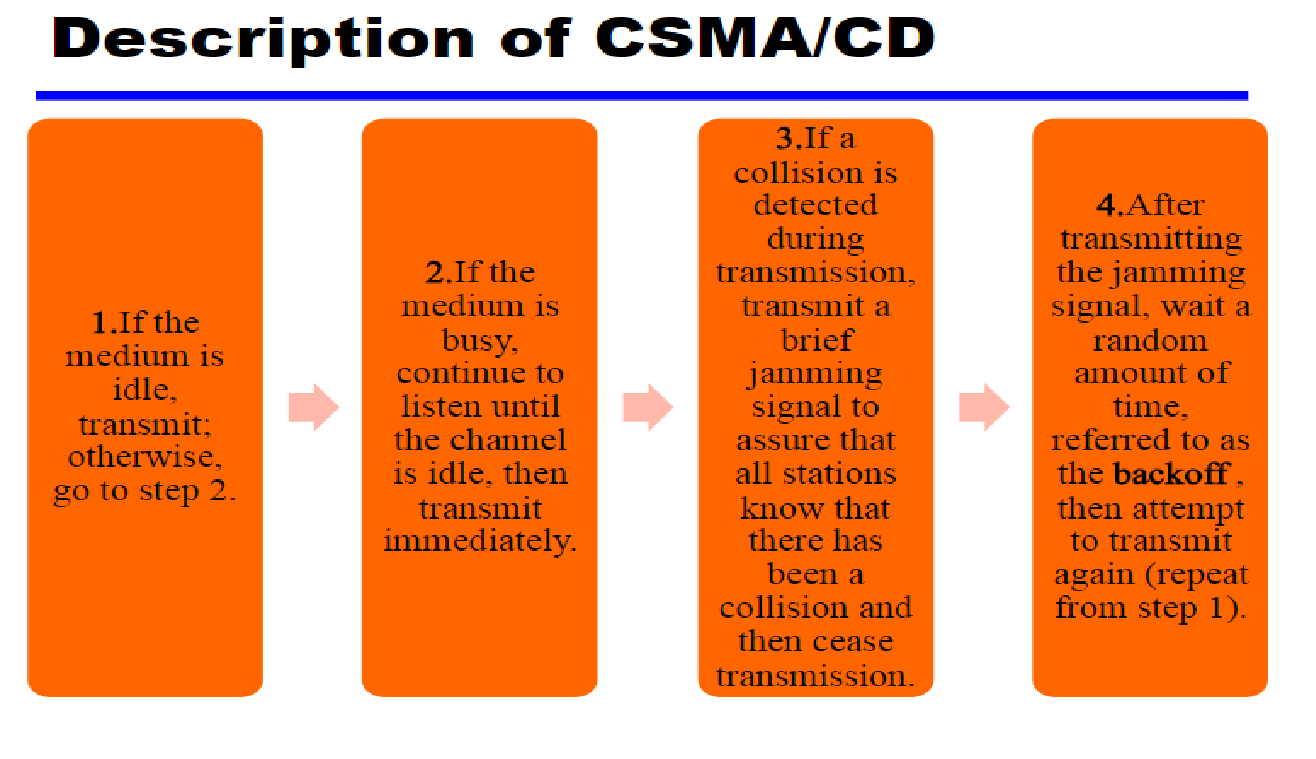 Description of CSMA/CD
1.If the
medium is
idle,
transmit;
otherwise,
go to step 2.
2.If the
medium is
busy,
continue to
listen until
the channel
is idle, then
transmit
immediately.
3.If a
collision is
detected
during
transmission,
transmit a
brief
jamming
signal to
assure that
all stations
know that
there has
been a
collision and
then cease
transmission.
4.After
transmitting
the jamming
signal, wait a
random
amount of
time,
referred to as
the backoff ,
then attempt
to transmit
again (repeat
from step 1).